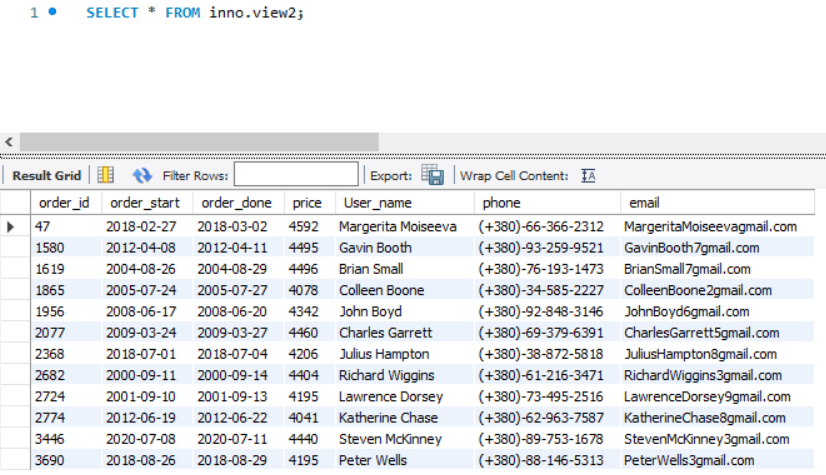 1 SELECT * FROM inno.view2;
Result Grid Filter Rows: Export: Wrap Cell Content:
order_id order_start order_done price User_name phone email
47 2018-02-27 2018-03-02 4592 Margerita Moiseeva (+380)-66-366-2312 MargeritaMoiseevagmail.com
1580 2012-04-08 2012-04-11 4495 Gavin Booth (+380)-93-259-9521 GavinBooth7gmail.com
1619 2004-08-26 2004-08-29 4496 Brian Small (+380)-76-193-1473 BrianSmall7gmail.com
1865 2005-07-24 2005-07-27 4078 Colleen Boone (+380)-34-585-2227 ColleenBoone2gmail.com
1956 2008-06-17 2008-06-20 4342 John Boyd (+380)-92-848-3146 JohnBoyd6gmail.com
2077 2009-03-24 2009-03-27 4460 Charles Garrett (+380)-69-379-6391 CharlesGarrett5gmail.com
2368 2018-07-01 2018-07-04 4206 Julius Hampton (+380)-38-872-5818 JuliusHampton8gmail.com
2682 2000-09-11 2000-09-14 4404 Richard Wiggins (+380)-61-216-3471 RichardWiggins3gmail.com
2724 2001-09-10 2001-09-13 4195 Lawrence Dorsey (+380)-73-495-2516 LawrenceDorsey9gmail.com
2774 2012-06-19 2012-06-22 4041 Katherine Chase (+380)-62-963-7587 KatherineChase8gmail.com
3446 2020-07-08 2020-07-11 4440 Steven McKinney (+380)-89-753-1678 StevenMcKinney3gmail.com
3690 2018-08-26 2018-08-29 4195 Peter Wells (+380)-88-146-5313 PeterWells3gmail.com